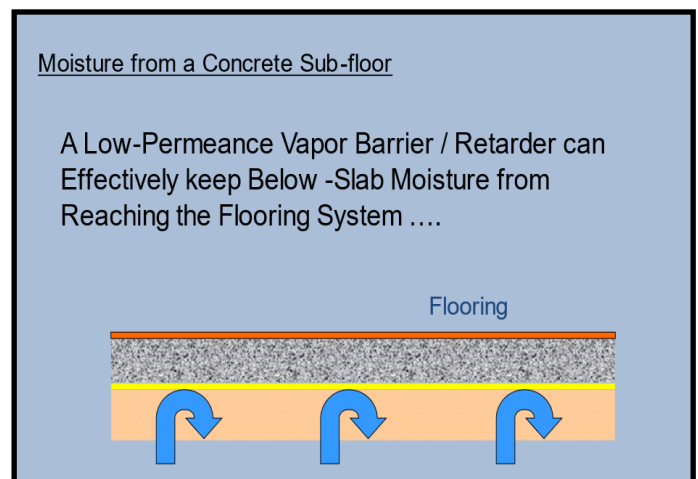 Moisture from a Concrete Sub-floor
A Low-Permeance Vapor Barrier / Retarder can
Effectively keep Below -Slab Moisture from
Reaching the Flooring System ….
Flooring